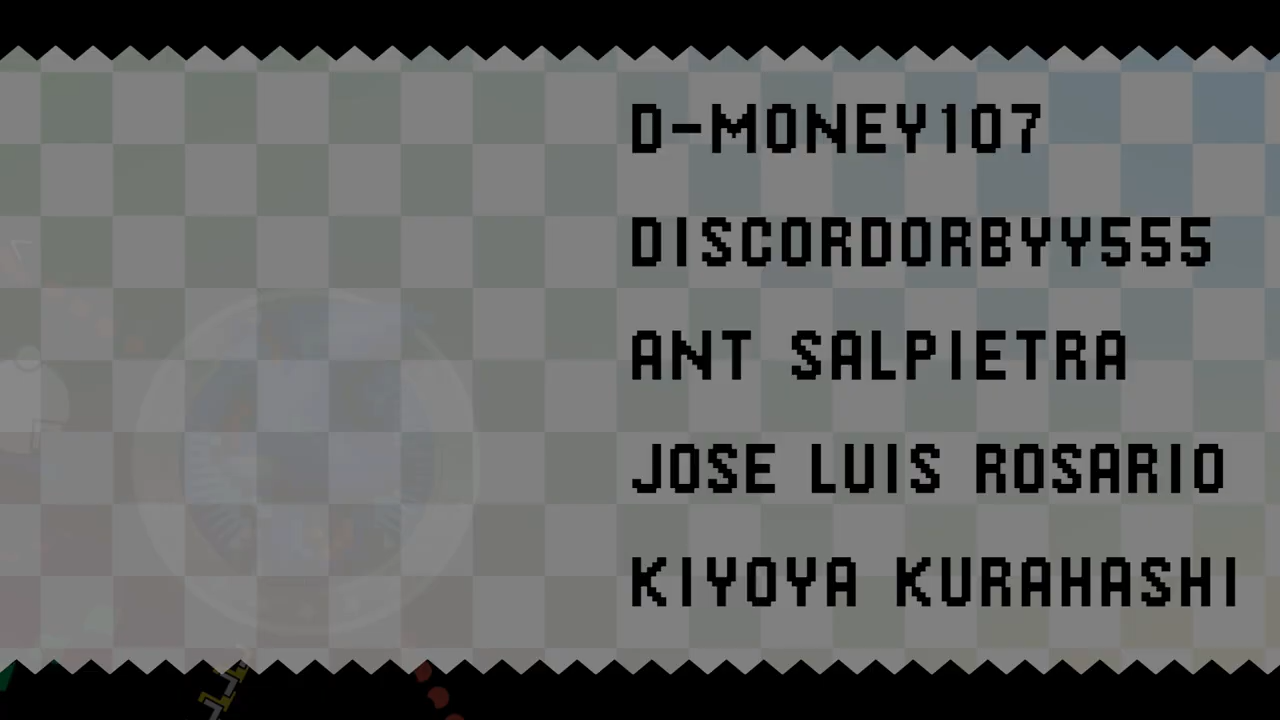 D-MONEY107
DISCORDORBYY555
ANT SALPIETRA
JOSE LUIS ROSARIO
KIYOYA KURAHASHI